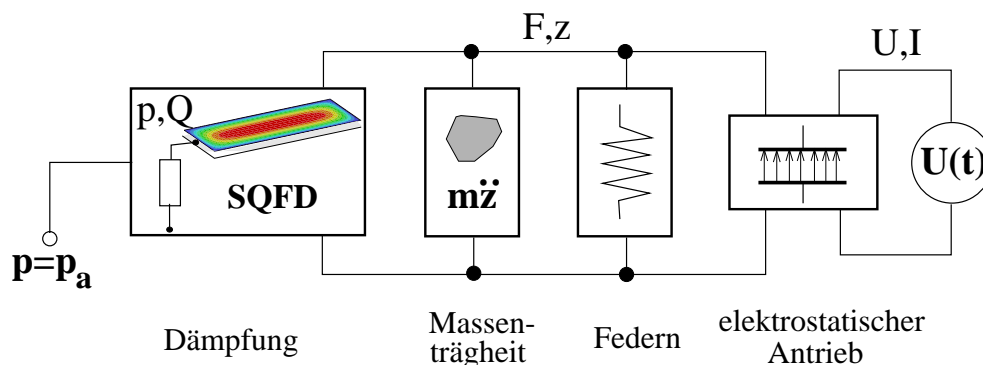 F,z
U,I
p,Q
SQFD
mz̈
U(t)
p=pₐ
Dämpfung
Massen-
trägheit
Federn
elektrostatischer
Antrieb